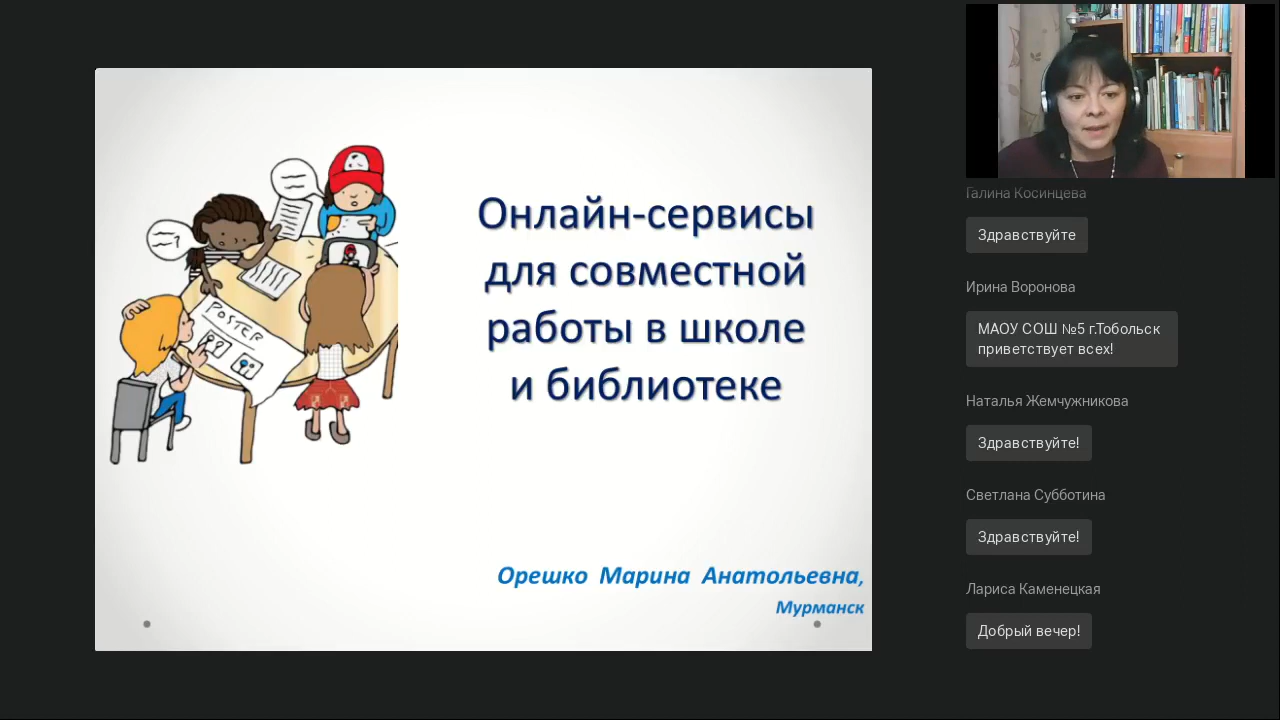 POSTER
Онлайн-сервисы
для совместной
работы в школе
и библиотеке
Орешко Марина Анатольевна,
Мурманск
Галина Косинцева
Здравствуйте
Ирина Воронова
МАОУ СОШ №5 г.Тобольск
приветствует всех!
Наталья Жемчужникова
Здравствуйте!
Светлана Субботина
Здравствуйте!
Лариса Каменецкая
Добрый вечер!